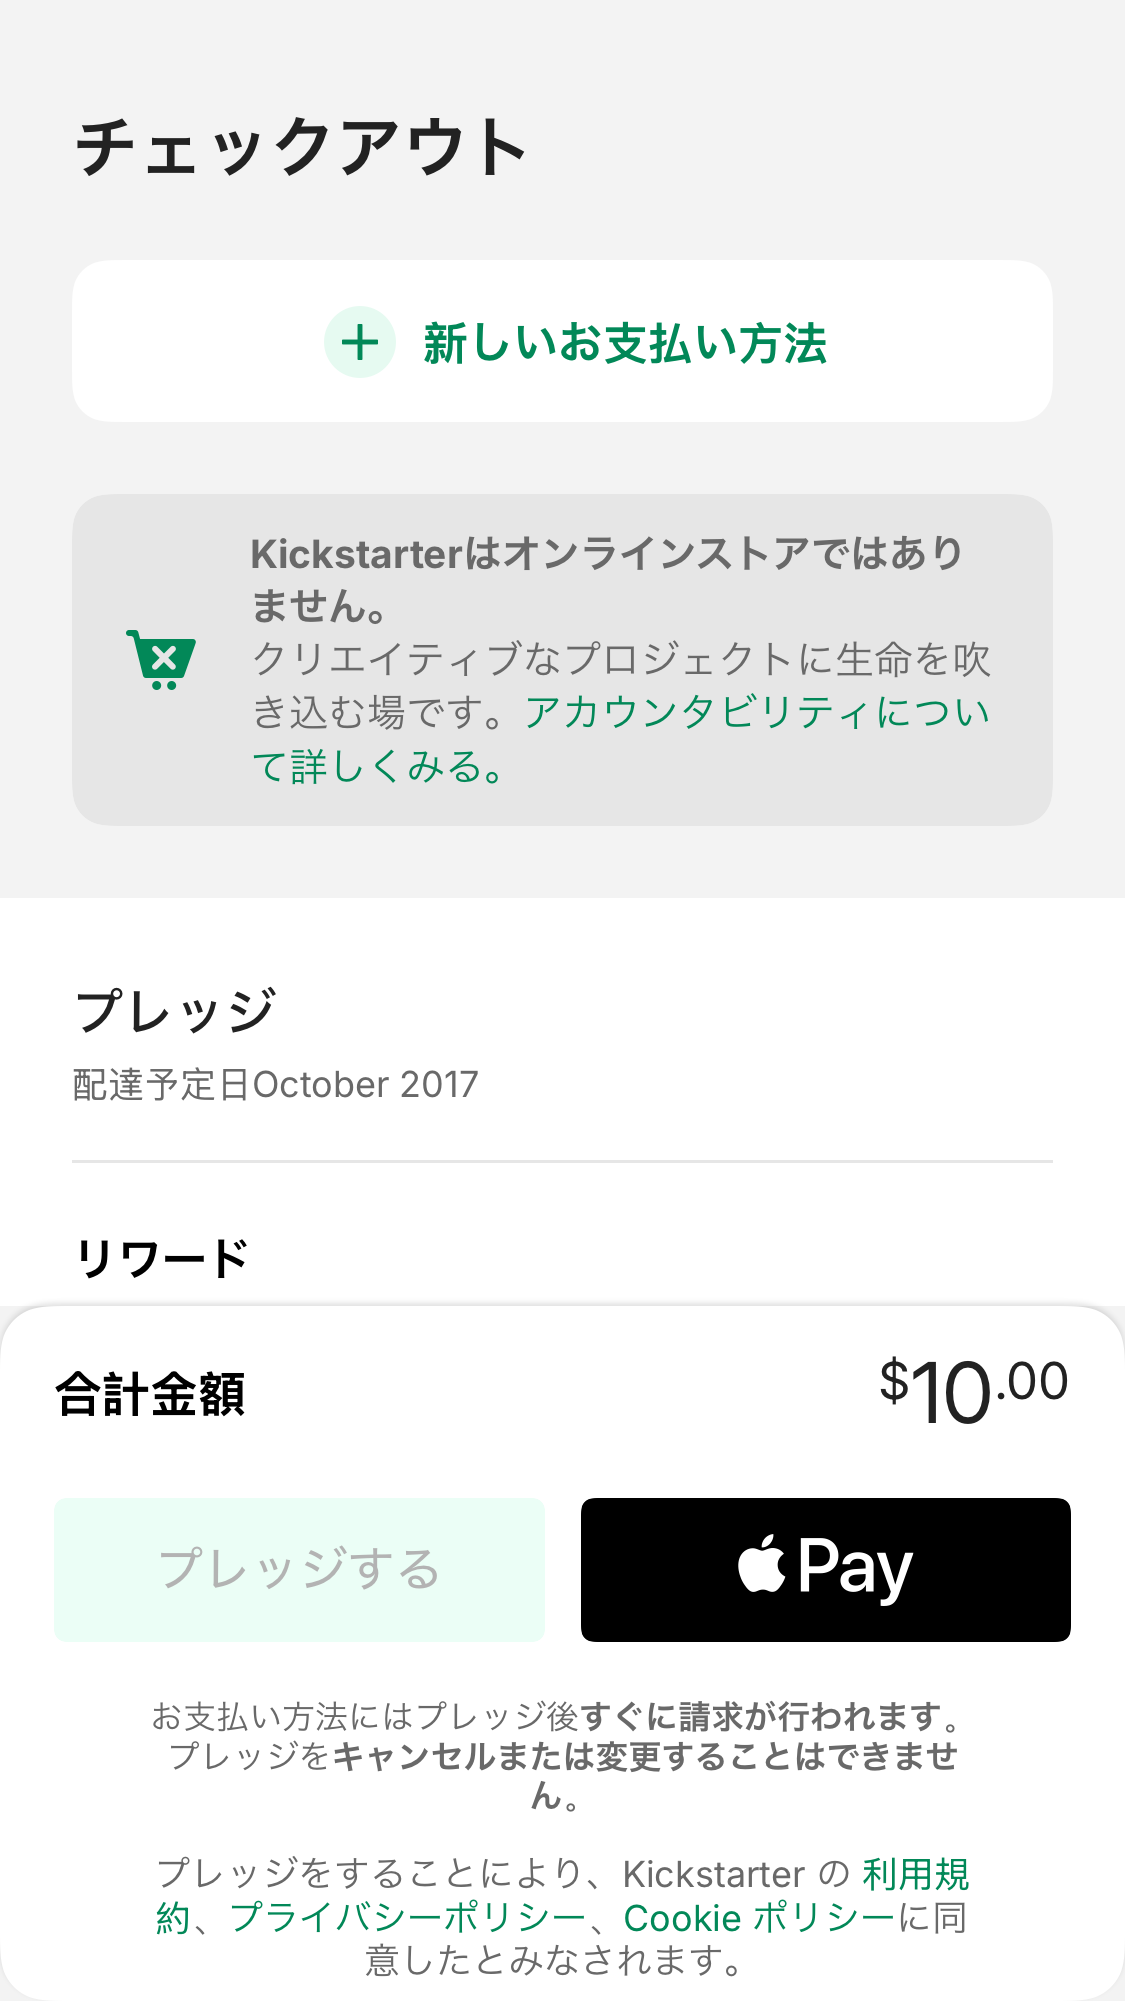 チェックアウト
新しいお支払い方法
Kickstarterはオンラインストアではあり
ません。
クリエイティブなプロジェクトに生命を吹
き込む場です。アカウンタビリティについ
て詳しくみる。
プレッジ
配達予定日October 2017
リワード
合計金額
$10.00
プレッジする
Pay
お支払い方法にはプレッジ後すぐに請求が行われます。
プレッジをキャンセルまたは変更することはできませ
ん。
プレッジをすることにより、Kickstarter の 利用規
約、プライバシーポリシー、Cookie ポリシーに同
意したとみなされます。